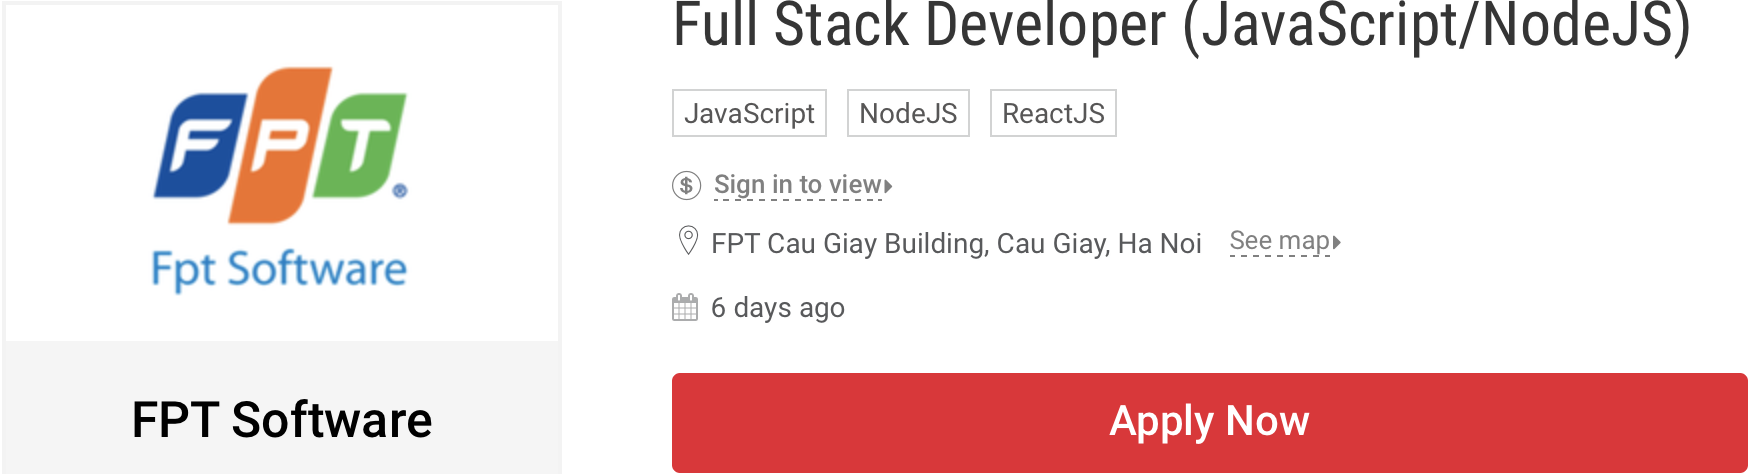 FPT®
Fpt Software
FPT Software
Full Stack Developer (JavaScript/NodeJS)
JavaScript NodeJS ReactJS
$ Sign in to view
FPT Cau Giay Building, Cau Giay, Ha Noi See map
6 days ago
Apply Now